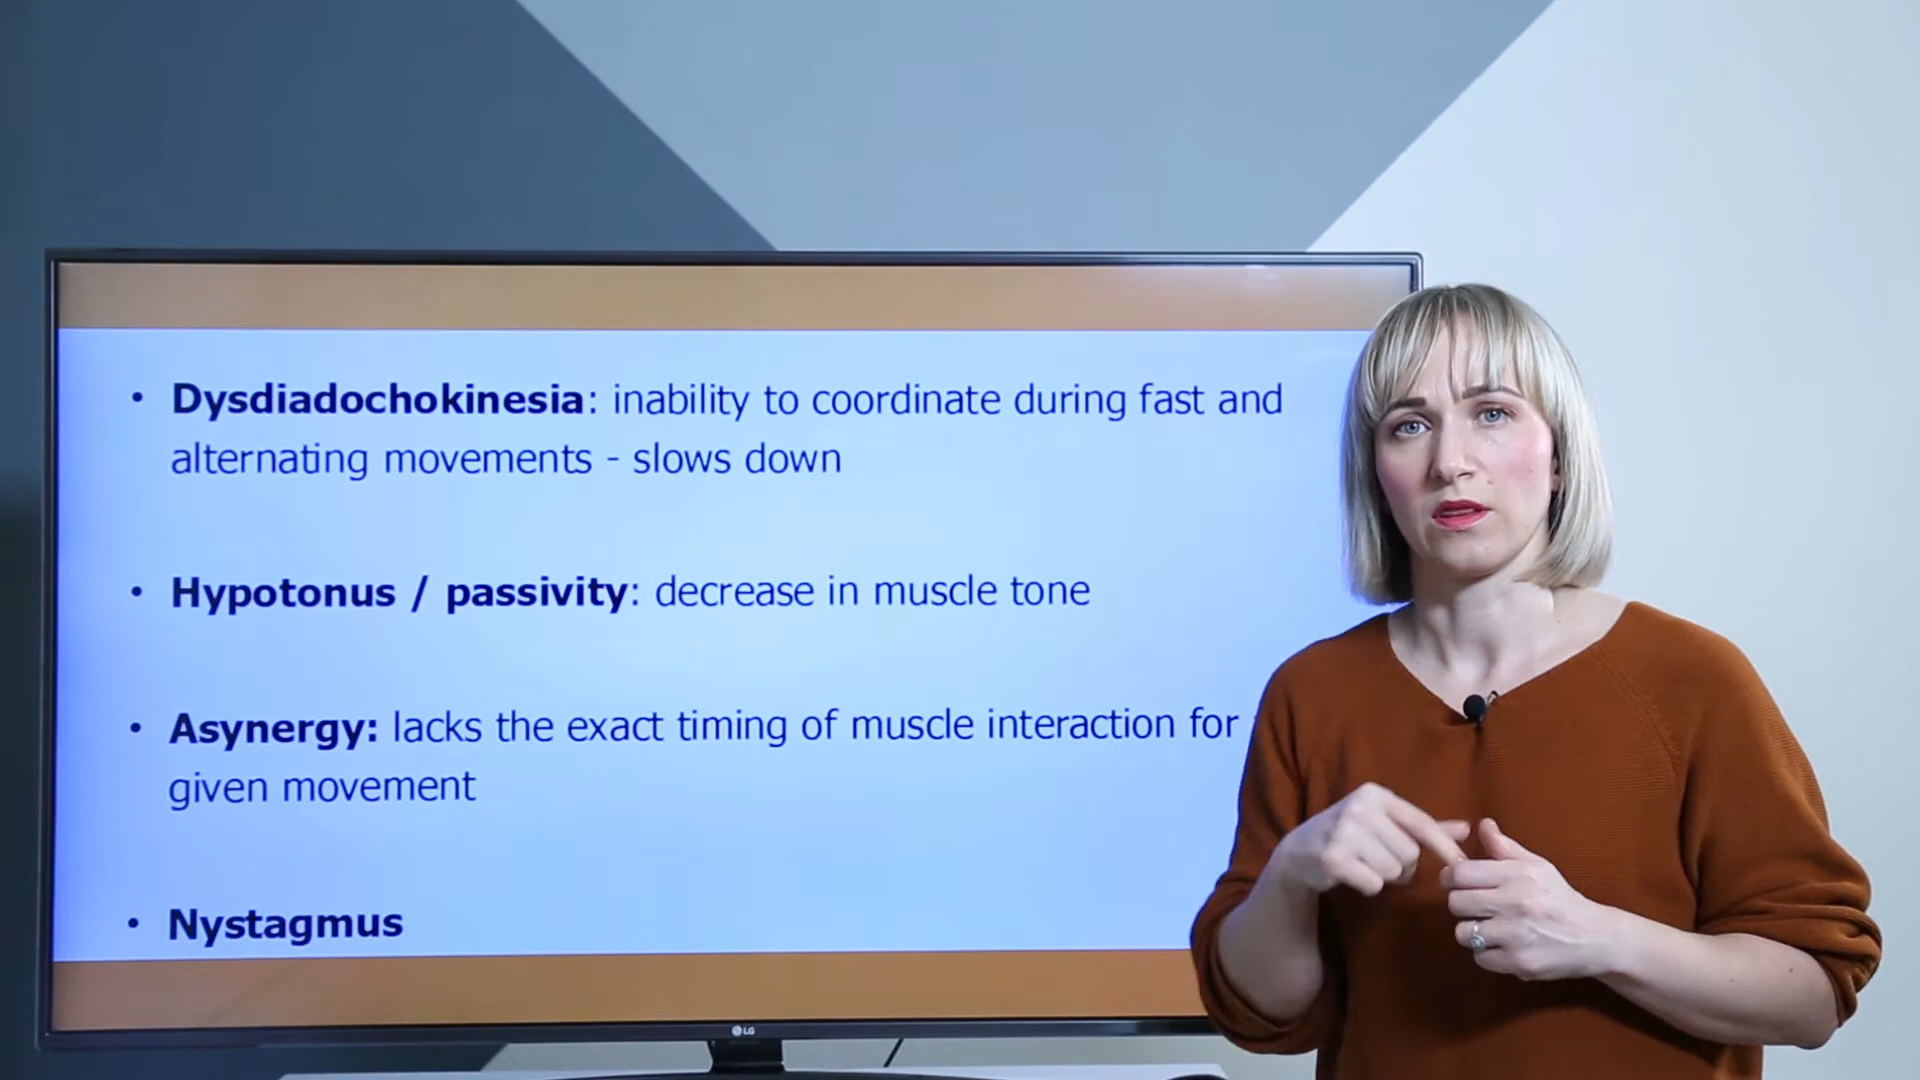 • Dysdiadochokinesia: inability to coordinate during fast and
alternating movements - slows down
• Hypotonus / passivity: decrease in muscle tone
• Asynergy: lacks the exact timing of muscle interaction for
given movement
• Nystagmus
LG